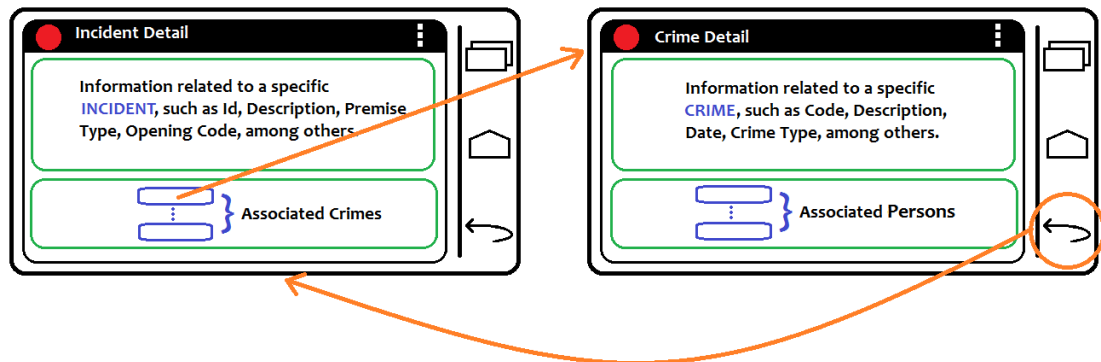 Incident Detail
Information related to a specific
INCIDENT, such as Id, Description, Premise
Type, Opening Code, among others
Associated Crimes
Crime Detail
Information related to a specific
CRIME, such as Code, Description,
Date, Crime Type, among others.
Associated Persons